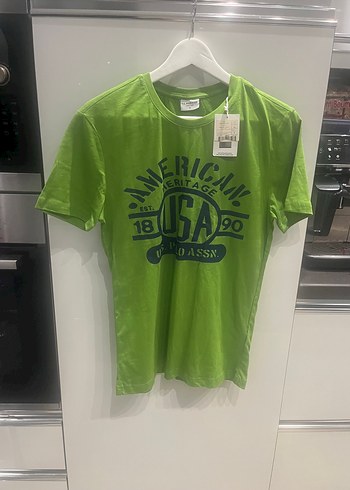 AMERICAN
HERITAGE
EST.
18 USA 90
ASSN.